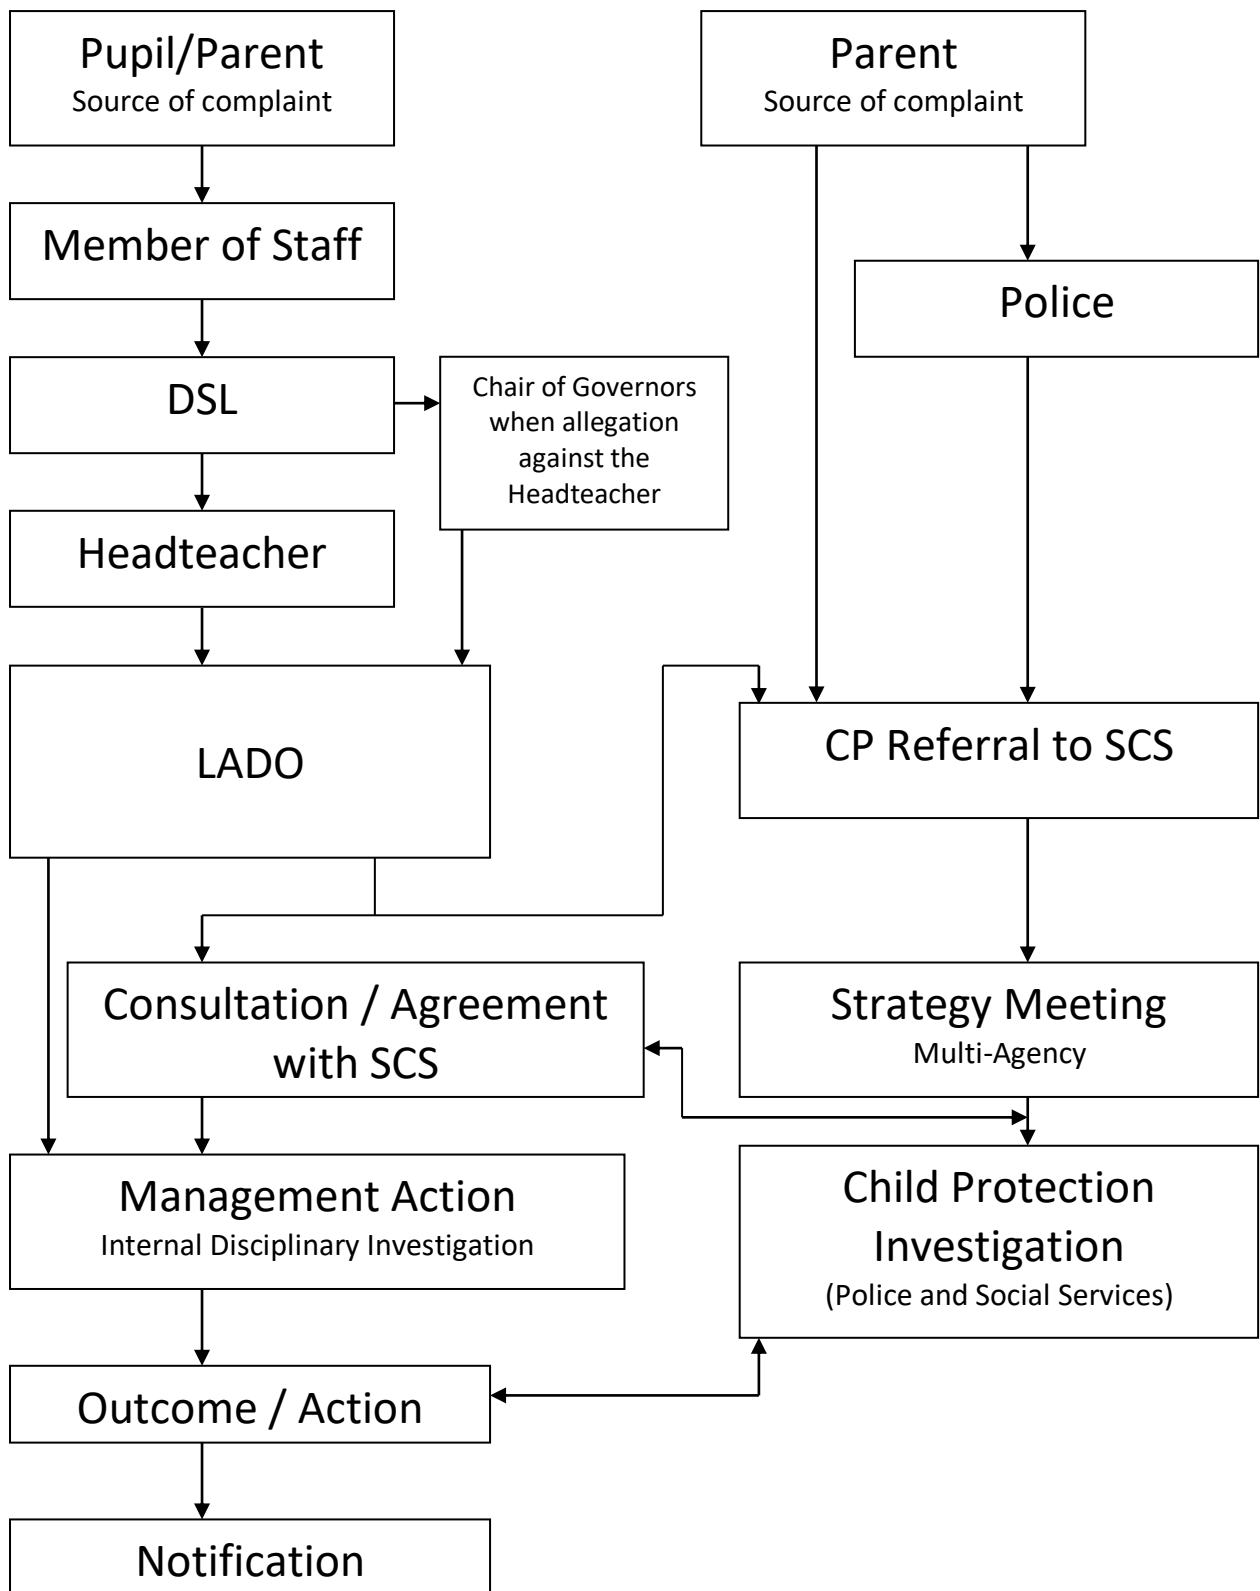 Pupil/Parent
Source of complaint
Parent
Source of complaint
Member of Staff
Police
DSL
Chair of Governors
when allegation
against the
Headteacher
Headteacher
LADO
CP Referral to SCS
Consultation / Agreement
with SCS
Strategy Meeting
Multi-Agency
Management Action
Internal Disciplinary Investigation
Child Protection
Investigation
(Police and Social Services)
Outcome / Action
Notification